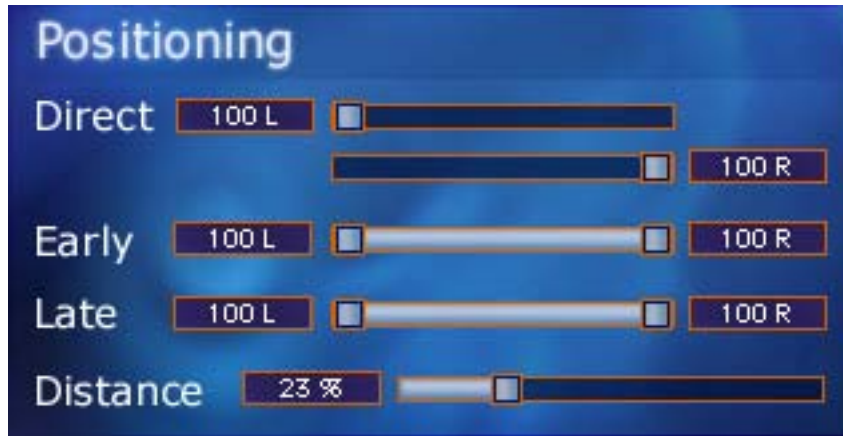 Positioning
Direct 100 L
100 R
Early 100 L 100 R
Late 100 L 100 R
Distance 23 %